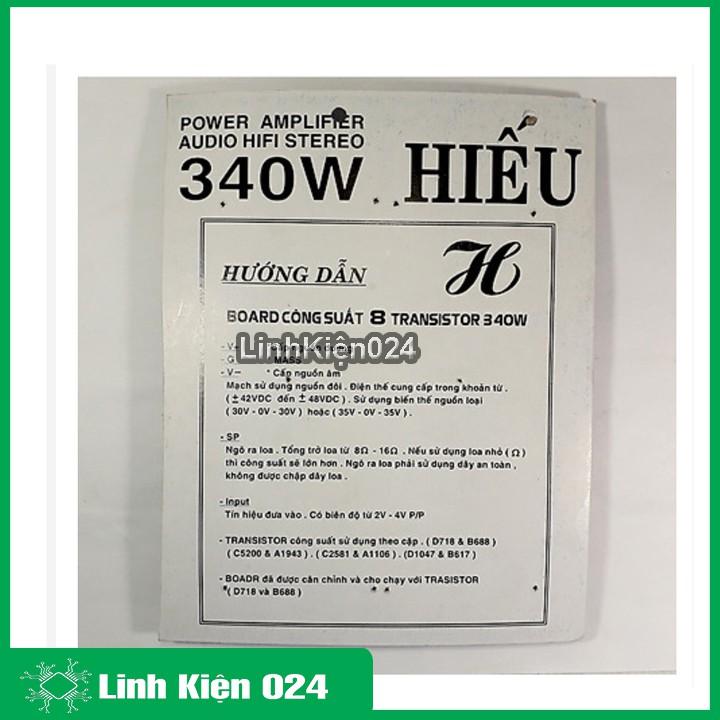 POWER AMPLIFIER
AUDIO HIFI STEREO
340W HIẾU
HƯỚNG DẪN
H
BOARD CÔNG SUẤT 8 TRANSISTOR 340W
LinhKiện024
- V+
- G MASS
- V− * Cấp nguồn âm
Mạch sử dụng nguồn đôi . Điện thế cung cấp trong khoản từ .
( ±42VDC đến ±48VDC ) . Sử dụng biến thế nguồn loại
( 30V - 0V - 30V ) hoặc ( 35V - 0V - 35V ) .
- SP
Ngõ ra loa . Tổng trở loa từ 8Ω - 16Ω . Nếu sử dụng loa nhỏ ( Ω )
thì công suất sẽ lớn hơn . Ngõ ra loa phải sử dụng dây an toàn ,
không được chập dây loa .
- Input
Tín hiệu đưa vào . Có biên độ từ 2V - 4V P/P
- TRANSISTOR công suất sử dụng theo cặp . ( D718 & B688 )
( C5200 & A1943 ) . ( C2581 & A1106 ) . (D1047 & B617 )
- BOADR đã được cân chỉnh và cho chạy với TRASISTOR
( D718 và B688 )
Linh Kiện 024